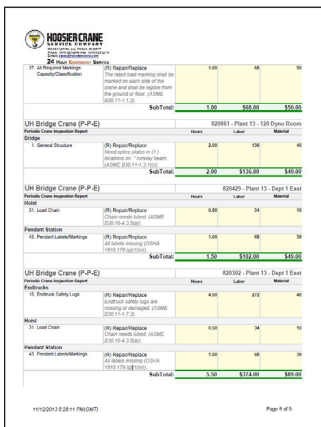 HOOSIER CRANE
SERVICE COMPANY
24 Hour Emergency Service
37. All Required Markings: Capacity/Classification (R) Repair/Replace 1.00 68 50
The rated load marking shall be
marked on each side of the
crane and shall be legible from
the ground or floor. (ASME
B30.11-1.1.2).
SubTotal: 1.00 $68.00 $50.00
UH Bridge Crane (P-P-E) 820861 - Plant 13 - 120 Dyno Room
Periodic Crane Inspection Report Hours Labor Material
Bridge
1. General Structure (R) Repair/Replace 2.00 136 40
Need splice plates in (1)
locations on " runway beam.
(ASME D30.11-1.3.1)
SubTotal: 2.00 $136.00 $40.00
UH Bridge Crane (P-P-E) 820429 - Plant 13 - Dept 1 East
Periodic Crane Inspection Report Hours Labor Material
Hoist
31. Load Chain (R) Repair/Replace 0.50 34 10
Chain needs lubed. (ASME
B30.16-4.3.5(a)).
Pendant Station
43. Pendant Labels/Markings (R) Repair/Replace 1.00 68 39
All labels missing (OSHA
1910.179 (g)(1)(v)).
SubTotal: 1.50 $102.00 $49.00
UH Bridge Crane (P-P-E) 820302 - Plant 13 - Dept 1 East
Periodic Crane Inspection Report Hours Labor Material
Endtrucks
16. Endtruck Safety Lugs (R) Repair/Replace 4.00 272 40
Endtruck safety lugs are
missing or damaged. (ASME
B30.11-1.7.3).
Hoist
31. Load Chain (R) Repair/Replace 0.50 34 10
Chain needs lubed. (ASME
B30.16-4.3.5(a)).
Pendant Station
43. Pendant Labels/Markings (R) Repair/Replace 1.00 68 39
All labels missing (OSHA
1910.179 (g)(1)(v)).
SubTotal: 5.50 $374.00 $89.00
11/12/2013 5:28:11 PM(GMT) Page 5 of 9